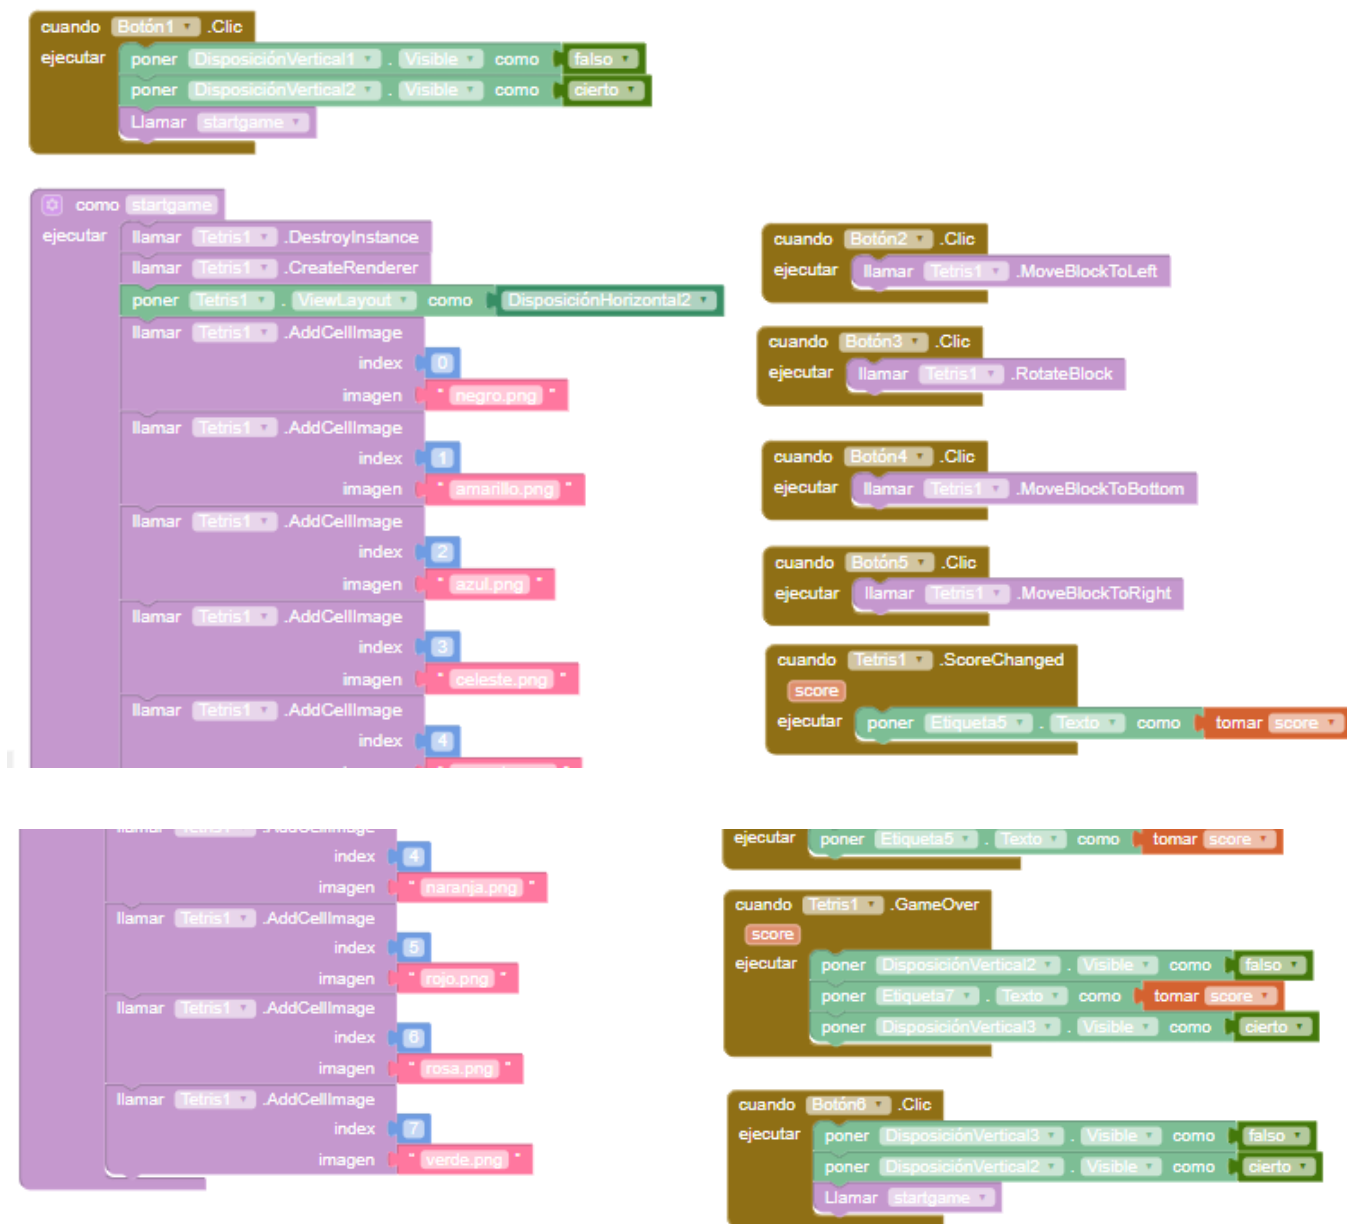 cuando Botón1 .Clic
ejecutar poner DisposiciónVertical1 . Visible como falso
poner DisposiciónVertical2 . Visible como cierto
Llamar startgame
como startgame
ejecutar llamar Tetris1 .DestroyInstance
llamar Tetris1 .CreateRenderer
poner Tetris1 . ViewLayout como DisposiciónHorizontal2
llamar Tetris1 .AddCellImage
index 0
imagen " negro.png "
llamar Tetris1 .AddCellImage
index 1
imagen " amarillo.png "
llamar Tetris1 .AddCellImage
index 2
imagen " azul.png "
llamar Tetris1 .AddCellImage
index 3
imagen " celeste.png "
llamar Tetris1 .AddCellImage
index 4
cuando Botón2 .Clic
ejecutar llamar Tetris1 .MoveBlockToLeft
cuando Botón3 .Clic
ejecutar llamar Tetris1 .RotateBlock
cuando Botón4 .Clic
ejecutar llamar Tetris1 .MoveBlockToBottom
cuando Botón5 .Clic
ejecutar llamar Tetris1 .MoveBlockToRight
cuando Tetris1 .ScoreChanged
score
ejecutar poner Etiqueta5 . Texto como tomar score
llamar Tetris1 .AddCellImage
index 4
imagen " naranja.png "
llamar Tetris1 .AddCellImage
index 5
imagen " rojo.png "
llamar Tetris1 .AddCellImage
index 6
imagen " rosa.png "
llamar Tetris1 .AddCellImage
index 7
imagen " verde.png "
ejecutar poner Etiqueta5 . Texto como tomar score
cuando Tetris1 .GameOver
score
ejecutar poner DisposiciónVertical2 . Visible como falso
poner Etiqueta7 . Texto como tomar score
poner DisposiciónVertical3 . Visible como cierto
cuando Botón6 .Clic
ejecutar poner DisposiciónVertical3 . Visible como falso
poner DisposiciónVertical2 . Visible como cierto
Llamar startgame